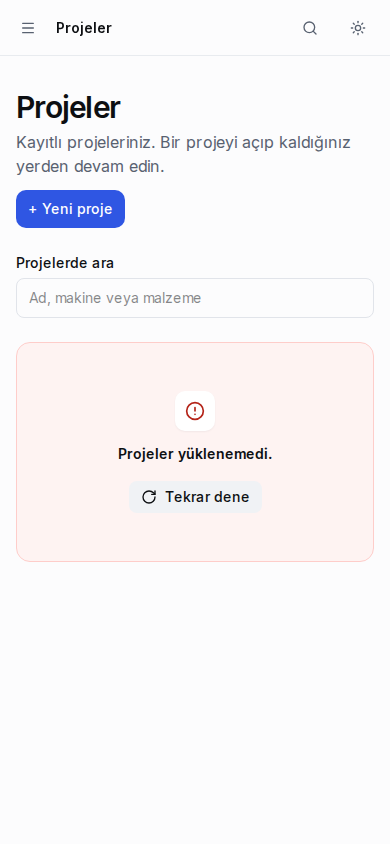 Projeler
Projeler
Kayıtlı projeleriniz. Bir projeyi açıp kaldığınız
yerden devam edin.
+ Yeni proje
Projelerde ara
Ad, makine veya malzeme
Projeler yüklenemedi.
Tekrar dene